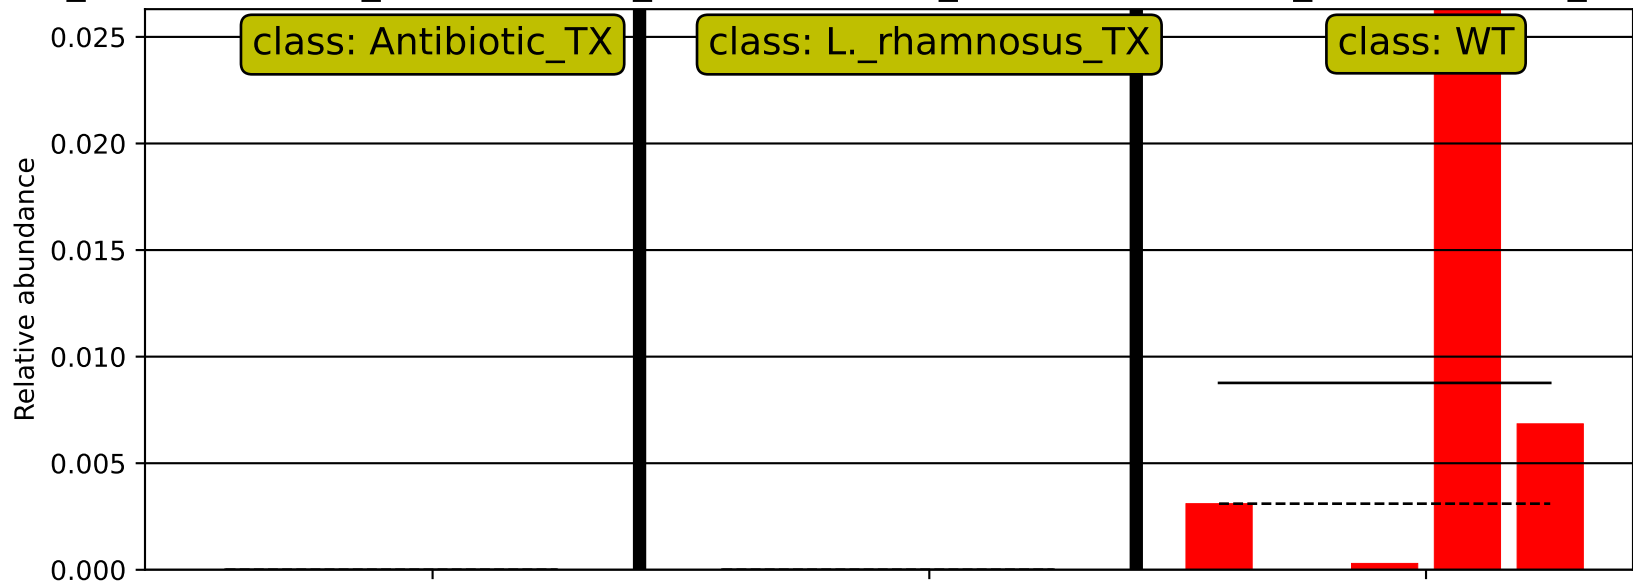 class: Antibiotic_TX
class: L._rhamnosus_TX
class: WT
0.025
0.020
0.015
0.010
0.005
0.000
Relative abundance